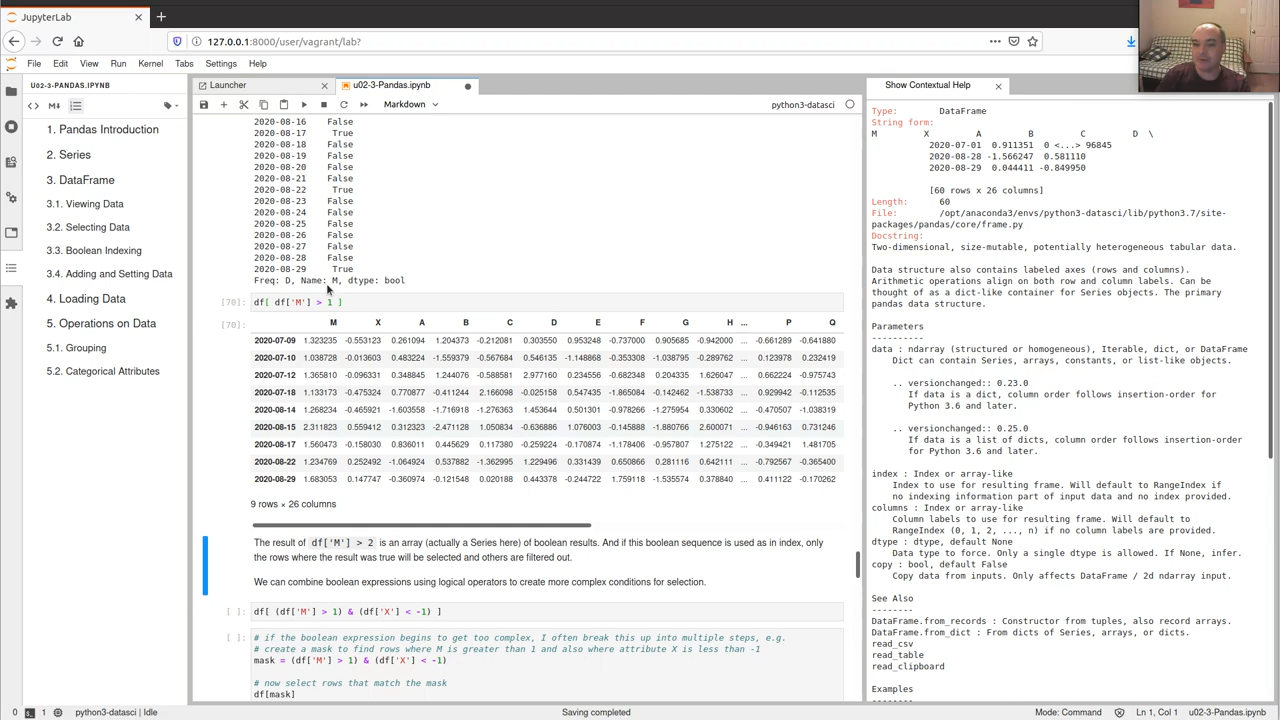 JupyterLab
127.0.0.1:8000/user/vagrant/lab?
File Edit View Run Kernel Tabs Settings Help
U02-3-PANDAS.IPYNB
1. Pandas Introduction
2. Series
3. DataFrame
3.1. Viewing Data
3.2. Selecting Data
3.3. Boolean Indexing
3.4. Adding and Setting Data
4. Loading Data
5. Operations on Data
5.1. Grouping
5.2. Categorical Attributes
Launcher
u02-3-Pandas.ipynb
Markdown
python3-datasci
2020-08-16 False
2020-08-17 True
2020-08-18 False
2020-08-19 False
2020-08-20 False
2020-08-21 False
2020-08-22 True
2020-08-23 False
2020-08-24 False
2020-08-25 False
2020-08-26 False
2020-08-27 False
2020-08-28 False
2020-08-29 True
Freq: D, Name: M, dtype: bool
[70]: df[ df['M'] > 1 ]
[70]: M X A B C D E F G H ... P Q
2020-07-09 1.323235 -0.553123 0.261094 1.204373 -0.212081 0.303550 0.953248 -0.737000 0.905685 -0.942000 ... -0.661289 -0.641880
2020-07-10 1.038728 -0.013603 0.483224 -1.559379 -0.567684 0.546135 -1.148868 -0.353308 -1.038795 -0.289762 ... 0.123978 0.232419
2020-07-12 1.365810 -0.096331 0.348845 1.244076 -0.588581 2.977160 0.234556 -0.682348 0.204335 1.626047 ... 0.662224 -0.975743
2020-07-18 1.133173 -0.475324 0.770877 -0.411244 2.166098 -0.025158 0.547435 -1.865084 -0.142462 -1.538733 ... 0.929942 -0.112535
2020-08-14 1.268234 -0.465921 -1.603558 -1.716918 -1.276363 1.453644 0.501301 -0.978266 -1.275954 0.330602 ... -0.470507 -1.038319
2020-08-15 2.311823 0.559412 0.312323 -2.471128 1.050834 -0.636886 1.076093 -0.145888 -1.880766 2.600071 ... -0.946163 0.731246
2020-08-17 1.560473 -0.158030 0.836011 0.445629 0.117380 -0.259224 -0.170874 -1.178406 -0.957807 1.275122 ... -0.349421 1.481705
2020-08-22 1.234769 0.252492 -1.064924 0.537882 -1.362995 1.229496 0.331439 0.650866 0.281116 0.642111 ... -0.792567 -0.365400
2020-08-29 1.683053 0.147747 -0.360974 -0.121548 0.020188 0.443378 -0.244722 1.759118 -1.535574 0.378840 ... 0.411122 -0.170262
9 rows × 26 columns
The result of df['M'] > 2 is an array (actually a Series here) of boolean results. And if this boolean sequence is used as in index, only
the rows where the result was true will be selected and others are filtered out.
We can combine boolean expressions using logical operators to create more complex conditions for selection.
[ ]: df[ (df['M'] > 1) & (df['X'] < -1) ]
[ ]: # if the boolean expression begins to get too complex, I often break this up into multiple steps, e.g.
# create a mask to find rows where M is greater than 1 and also where attribute X is less than -1
mask = (df['M'] > 1) & (df['X'] < -1)
# now select rows that match the mask
df[mask]
Show Contextual Help
Type: DataFrame
String form:
M X A B C D \
2020-07-01 0.911351 0 <...> 96845
2020-08-28 -1.566247 0.581110
2020-08-29 0.044411 -0.849950
[60 rows x 26 columns]
Length: 60
File: /opt/anaconda3/envs/python3-datasci/lib/python3.7/site-
packages/pandas/core/frame.py
Docstring:
Two-dimensional, size-mutable, potentially heterogeneous tabular data.
Data structure also contains labeled axes (rows and columns).
Arithmetic operations align on both row and column labels. Can be
thought of as a dict-like container for Series objects. The primary
pandas data structure.
Parameters
----------
data : ndarray (structured or homogeneous), Iterable, dict, or DataFrame
Dict can contain Series, arrays, constants, or list-like objects.
.. versionchanged:: 0.23.0
If data is a dict, column order follows insertion-order for
Python 3.6 and later.
.. versionchanged:: 0.25.0
If data is a list of dicts, column order follows insertion-order
for Python 3.6 and later.
index : Index or array-like
Index to use for resulting frame. Will default to RangeIndex if
no indexing information part of input data and no index provided.
columns : Index or array-like
Column labels to use for resulting frame. Will default to
RangeIndex (0, 1, 2, ..., n) if no column labels are provided.
dtype : dtype, default None
Data type to force. Only a single dtype is allowed. If None, infer.
copy : bool, default False
Copy data from inputs. Only affects DataFrame / 2d ndarray input.
See Also
--------
DataFrame.from_records : Constructor from tuples, also record arrays.
DataFrame.from_dict : From dicts of Series, arrays, or dicts.
read_csv
read_table
read_clipboard
Examples
0 1 python3-datasci | Idle
Saving completed
Mode: Command
Ln 1, Col 1 u02-3-Pandas.ipynb